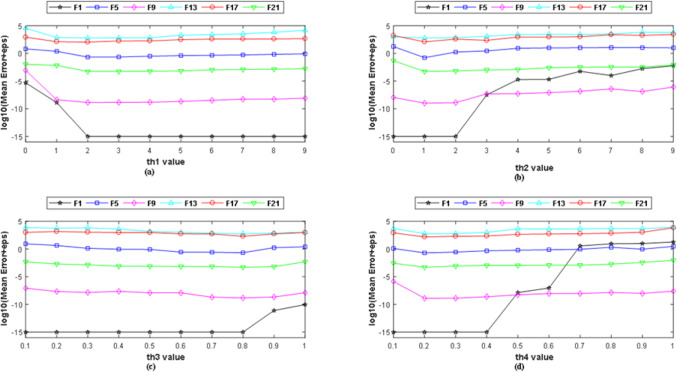 F1 F5 F9 F13 F17 F21
log10(Mean Error+eps)
5
0
-5
-10
-15
0 1 2 3 4 5 6 7 8 9
th1 value
(a)
F1 F5 F9 F13 F17 F21
log10(Mean Error+eps)
5
0
-5
-10
-15
0 1 2 3 4 5 6 7 8 9
th2 value
(b)
F1 F5 F9 F13 F17 F21
log10(Mean Error+eps)
5
0
-5
-10
-15
0.1 0.2 0.3 0.4 0.5 0.6 0.7 0.8 0.9 1
th3 value
(c)
F1 F5 F9 F13 F17 F21
log10(Mean Error+eps)
5
0
-5
-10
-15
0.1 0.2 0.3 0.4 0.5 0.6 0.7 0.8 0.9 1
th4 value
(d)